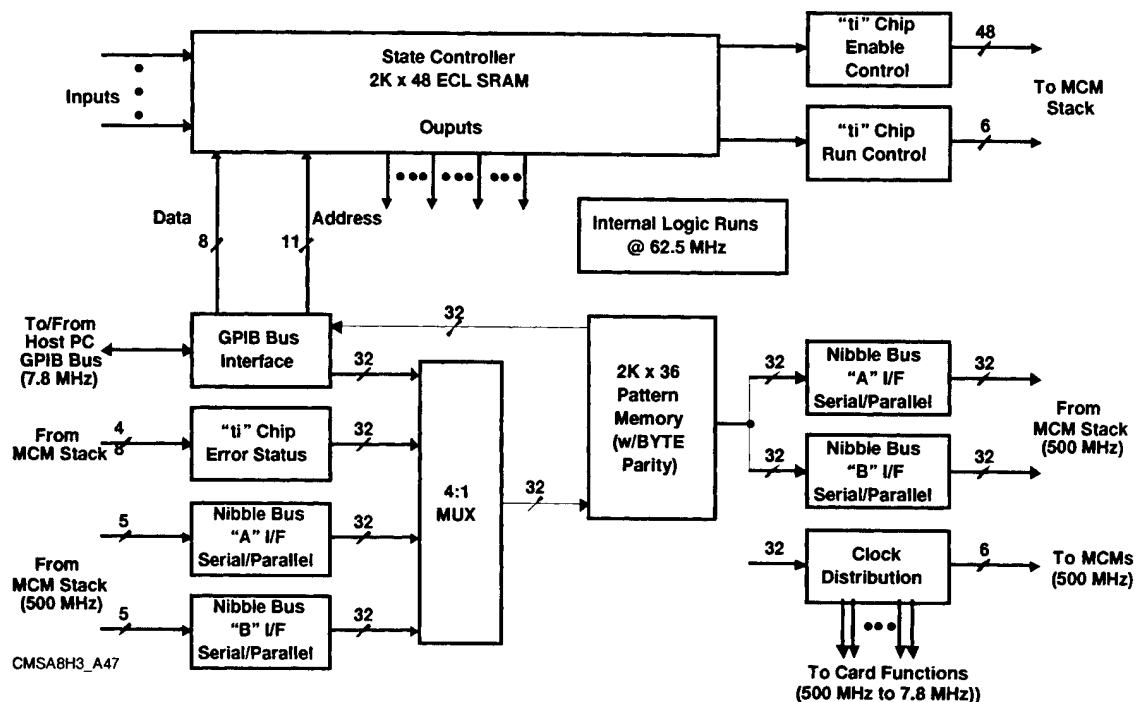 State Controller
2K x 48 ECL SRAM
Ouputs
Inputs
"ti" Chip
Enable
Control
48
To MCM
Stack
"ti" Chip
Run Control
6
Data
8
Address
11
Internal Logic Runs
@ 62.5 MHz
To/From
Host PC
GPIB Bus
(7.8 MHz)
GPIB Bus
Interface
32
32
From
MCM Stack
4
8
"ti" Chip
Error Status
32
From
MCM Stack
(500 MHz)
5
Nibble Bus
"A" I/F
Serial/Parallel
32
5
Nibble Bus
"B" I/F
Serial/Parallel
32
4:1
MUX
32
2K x 36
Pattern
Memory
(w/BYTE
Parity)
32
Nibble Bus
"A" I/F
Serial/Parallel
32
32
Nibble Bus
"B" I/F
Serial/Parallel
32
From
MCM Stack
(500 MHz)
32
Clock
Distribution
6
To MCMs
(500 MHz)
To Card Functions
(500 MHz to 7.8 MHz))
CMSA8H3_A47